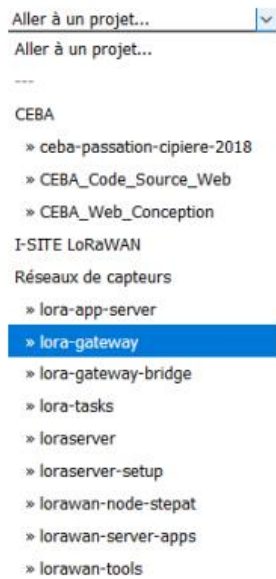 Aller à un projet...
Aller à un projet...
---
CEBA
» ceba-passation-cipiere-2018
» CEBA_Code_Source_Web
» CEBA_Web_Conception
I-SITE LoRaWAN
Réseaux de capteurs
» lora-app-server
» lora-gateway
» lora-gateway-bridge
» lora-tasks
» loraserver
» loraserver-setup
» lorawan-node-stepat
» lorawan-server-apps
» lorawan-tools